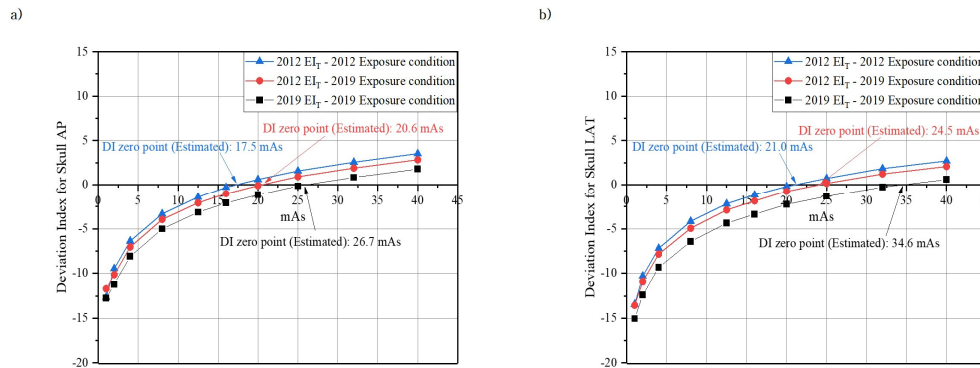 a)
Deviation Index for Skull AP
15
10
5
0
-5
-10
-15
-20
0 5 10 15 20 25 30 35 40 45
mAs
2012 EI_T - 2012 Exposure condition
2012 EI_T - 2019 Exposure condition
2019 EI_T - 2019 Exposure condition
DI zero point (Estimated): 20.6 mAs
DI zero point (Estimated): 17.5 mAs
DI zero point (Estimated): 26.7 mAs
b)
Deviation Index for Skull LAT
15
10
5
0
-5
-10
-15
-20
0 5 10 15 20 25 30 35 40
mAs
2012 EI_T - 2012 Exposure condition
2012 EI_T - 2019 Exposure condition
2019 EI_T - 2019 Exposure condition
DI zero point (Estimated): 24.5 mAs
DI zero point (Estimated): 21.0 mAs
DI zero point (Estimated): 34.6 mAs